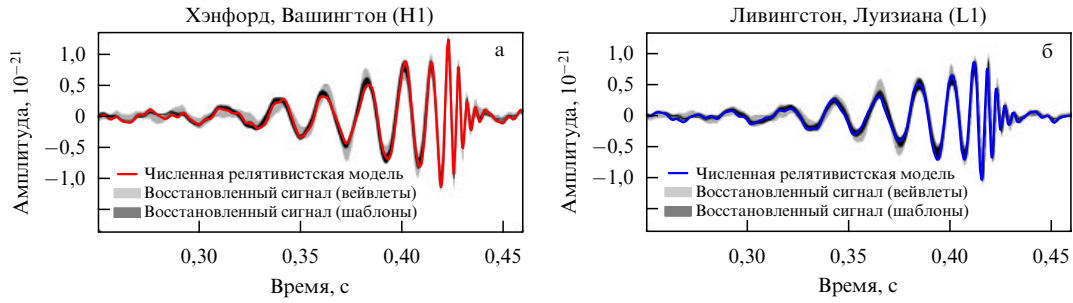 Хэнфорд, Вашингтон (H1)
а
Амплитуда, 10⁻²¹
1,0
0,5
0
−0,5
−1,0
Численная релятивистская модель
Восстановленный сигнал (вейвлеты)
Восстановленный сигнал (шаблоны)
0,30
0,35
0,40
0,45
Время, с
Ливингстон, Луизиана (L1)
б
Амплитуда, 10⁻²¹
1,0
0,5
0
−0,5
−1,0
Численная релятивистская модель
Восстановленный сигнал (вейвлеты)
Восстановленный сигнал (шаблоны)
0,30
0,35
0,40
0,45
Время, с